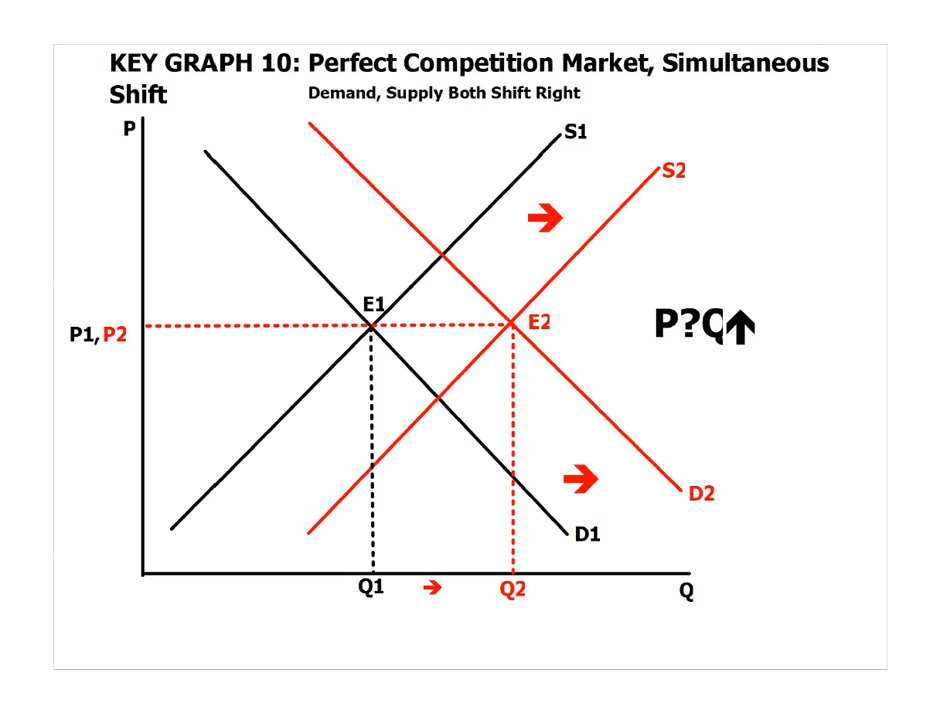 KEY GRAPH 10: Perfect Competition Market, Simultaneous
Shift
Demand, Supply Both Shift Right
P
S1
S2
E1
E2
P1, P2
P?Q
D2
D1
Q1
Q2
Q